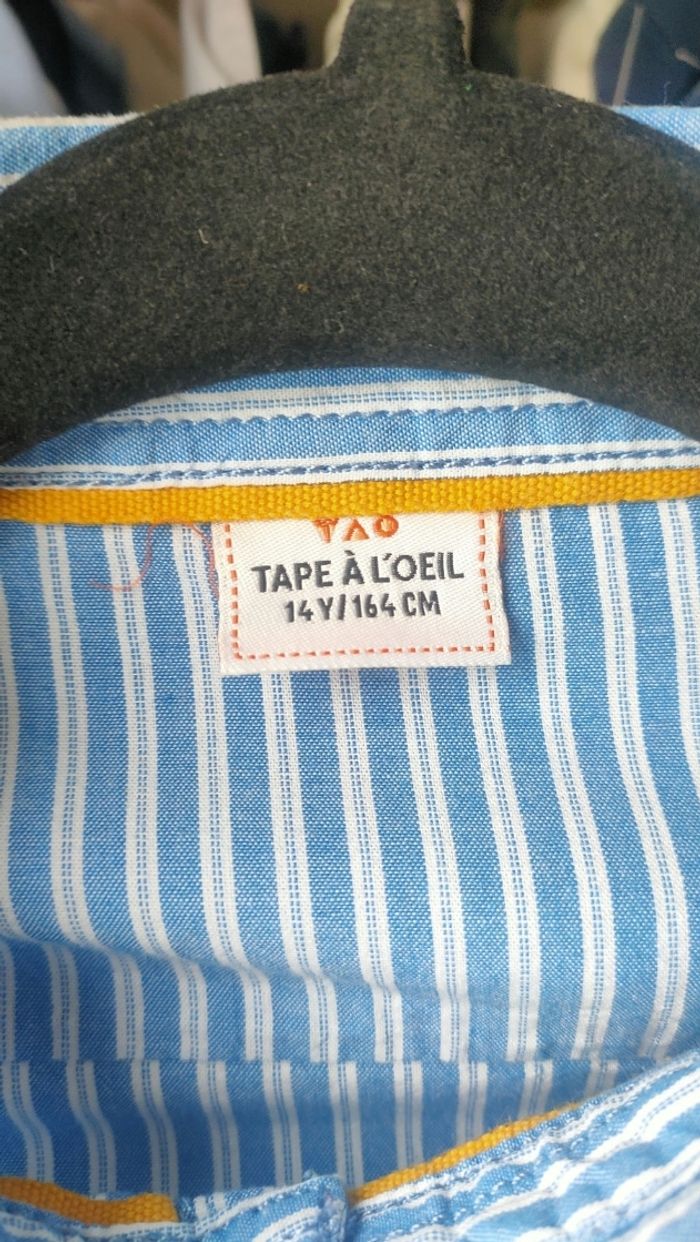 TAO
TAPE À L'OEIL
14 Y/164 CM